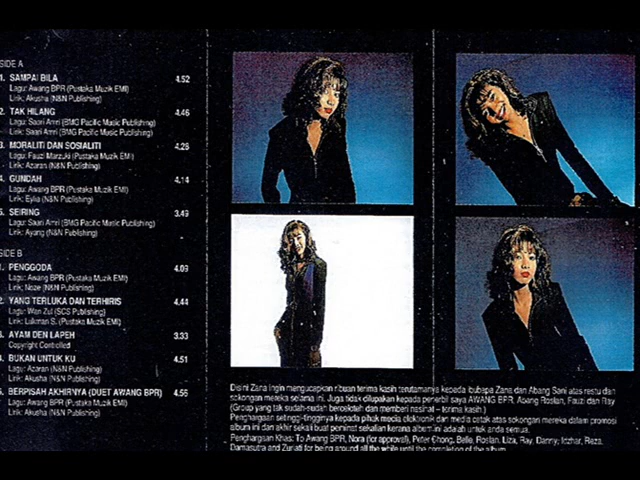 SIDE A
1. SAMPAI BILA 4.52
Lagu: Awang BPR (Pustaka Muzik EMI)
Lirik: Akusha (N&N Publishing)
2. TAK HILANG 4.46
Lagu: Saari Amri (BMG Pacific Music Publishing)
Lirik: Saari Amri (BMG Pacific Music Publishing)
3. MORALITI DAN SOSIALITI 4.26
Lagu: Fauzi Marzuki (Pustaka Muzik EMI)
Lirik: Azaran (N&N Publishing)
4. GUNDAH 4.14
Lagu: Awang BPR (Pustaka Muzik EMI)
Lirik: Eylia (N&N Publishing)
5. SEIRING 3.49
Lagu: Saari Amri (BMG Pacific Music Publishing)
Lirik: Ayang (N&N Publishing)
SIDE B
1. PENGGODA 4.09
Lagu: Awang BPR (Pustaka Muzik EMI)
Lirik: Naze (N&N Publishing)
2. YANG TERLUKA DAN TERHIRIS 4.44
Lagu: Wan Zul (SCS Publishing)
Lirik: Lukman S. (Pustaka Muzik EMI)
3. AYAM DEN LAPEH 3.33
Copyright Controlled
4. BUKAN UNTUK KU 4.51
Lagu: Azaran (N&N Publishing)
Lirik: Akusha (N&N Publishing)
5. BERPISAH AKHIRNYA (DUET AWANG BPR) 4.55
Lagu: Awang BPR (Pustaka Muzik EMI)
Lirik: Akusha (N&N Publishing)
Disini Zana ingin mengucapkan ribuan terima kasih terutamanya kepada Ibubapa Zana dan Abang Sani atas restu dan
sokongan mereka selama ini. Juga tidak dilupakan kepada penerbit saya AWANG BPR, Abang Roslan, Fauzi dan Ray
(Group yang tak sudah-sudah berceloteh dan memberi nasihat – terima kasih.)
Penghargaan setinggi-tingginya kepada pihak media elektronik dan media cetak atas sokongan mereka dalam promosi
album ini dan akhir sekali buat peminat sekalian kerana album ini adalah untuk anda semua.
Penghargaan Khas: To Awang BPR, Nora (for approval), Peter Chong, Belle, Roslan, Liza, Ray, Danny, Idzhar, Reza,
Damasutra and Zuriati for being around all the while until the completing of the album.